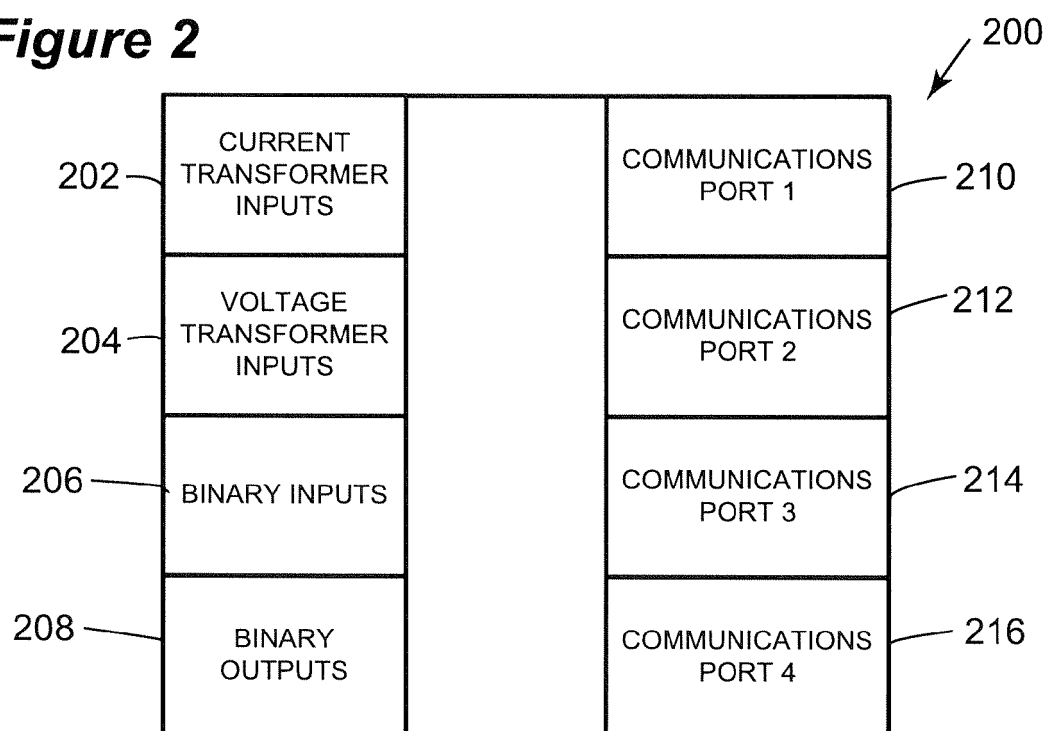 Figure 2
200
CURRENT
TRANSFORMER
INPUTS
202
COMMUNICATIONS
PORT 1
210
VOLTAGE
TRANSFORMER
INPUTS
204
COMMUNICATIONS
PORT 2
212
BINARY INPUTS
206
COMMUNICATIONS
PORT 3
214
BINARY
OUTPUTS
208
COMMUNICATIONS
PORT 4
216